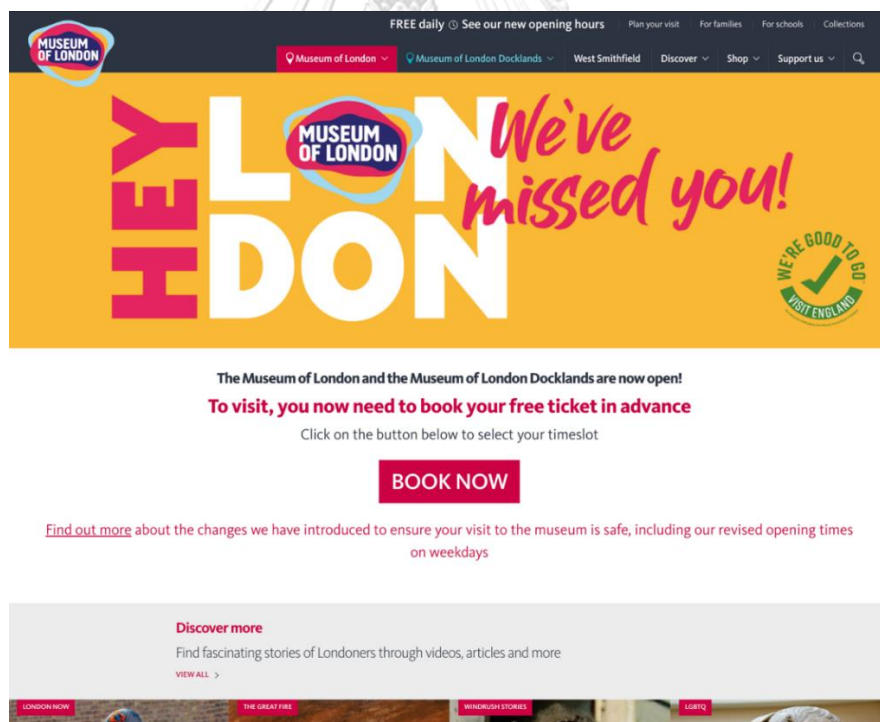 FREE daily See our new opening hours Plan your visit For families For schools Collections
MUSEUM
OF LONDON
Museum of London Museum of London Docklands West Smithfield Discover Shop Support us
HEY
LON
DON
MUSEUM
OF LONDON
We've
missed you!
WE'RE GOOD TO GO
VISIT ENGLAND
The Museum of London and the Museum of London Docklands are now open!
To visit, you now need to book your free ticket in advance
Click on the button below to select your timeslot
BOOK NOW
Find out more about the changes we have introduced to ensure your visit to the museum is safe, including our revised opening times
on weekdays
Discover more
Find fascinating stories of Londoners through videos, articles and more
VIEW ALL >
LONDON NOW THE GREAT FIRE WINDRUSH STORIES LGBTQ